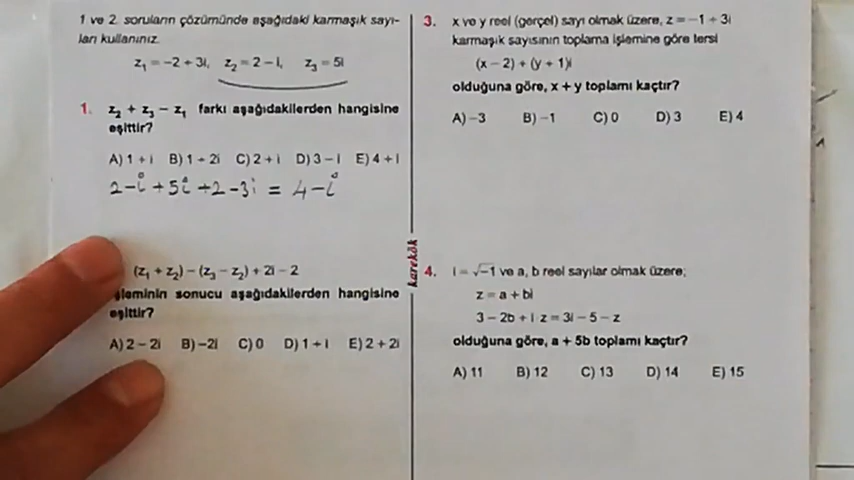 1 ve 2. soruların çözümünde aşağıdaki karmaşık sayı-
ları kullanınız.
z₁ = -2 + 3i, z₂ = 2 - i, z₃ = 5i
1. z₂ + z₃ - z₁ farkı aşağıdakilerden hangisine
eşittir?
A) 1 + i B) 1 + 2i C) 2 + i D) 3 - i E) 4 + i
2-i+5i+2-3i = 4-i
(z₁ + z₂) - (z₃ - z₂) + 2i - 2
işleminin sonucu aşağıdakilerden hangisine
eşittir?
A) 2 - 2i B) -2i C) 0 D) 1 + i E) 2 + 2i
karekök
3. x ve y reel (gerçel) sayı olmak üzere, z = -1 + 3i
karmaşık sayısının toplama işlemine göre tersi
(x - 2) + (y + 1)i
olduğuna göre, x + y toplamı kaçtır?
A) -3 B) -1 C) 0 D) 3 E) 4
4. i = √-1 ve a, b reel sayılar olmak üzere;
z = a + bi
3 - 2b + i z = 3i - 5 - z
olduğuna göre, a + 5b toplamı kaçtır?
A) 11 B) 12 C) 13 D) 14 E) 15